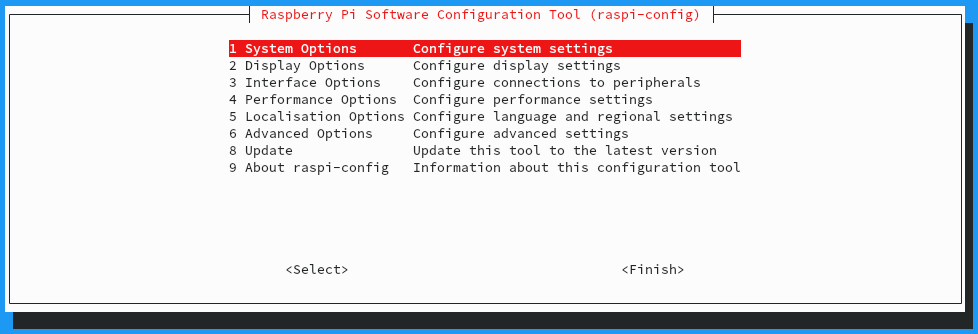 Raspberry Pi Software Configuration Tool (raspi-config)
1 System Options       Configure system settings
2 Display Options      Configure display settings
3 Interface Options    Configure connections to peripherals
4 Performance Options  Configure performance settings
5 Localisation Options Configure language and regional settings
6 Advanced Options     Configure advanced settings
8 Update               Update this tool to the latest version
9 About raspi-config   Information about this configuration tool
<Select>                                  <Finish>